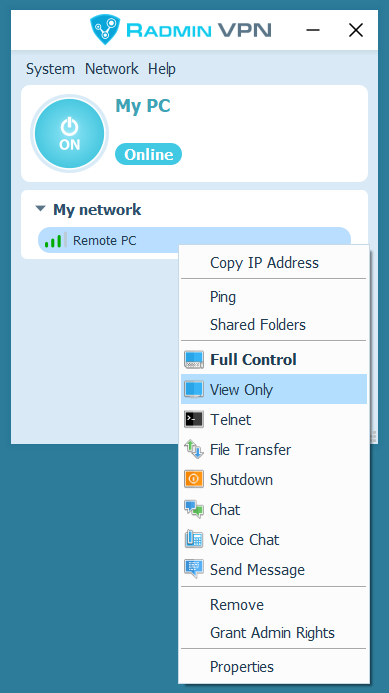 RADMIN VPN
System Network Help
My PC
ON
Online
My network
Remote PC
Copy IP Address
Ping
Shared Folders
Full Control
View Only
Telnet
File Transfer
Shutdown
Chat
Voice Chat
Send Message
Remove
Grant Admin Rights
Properties